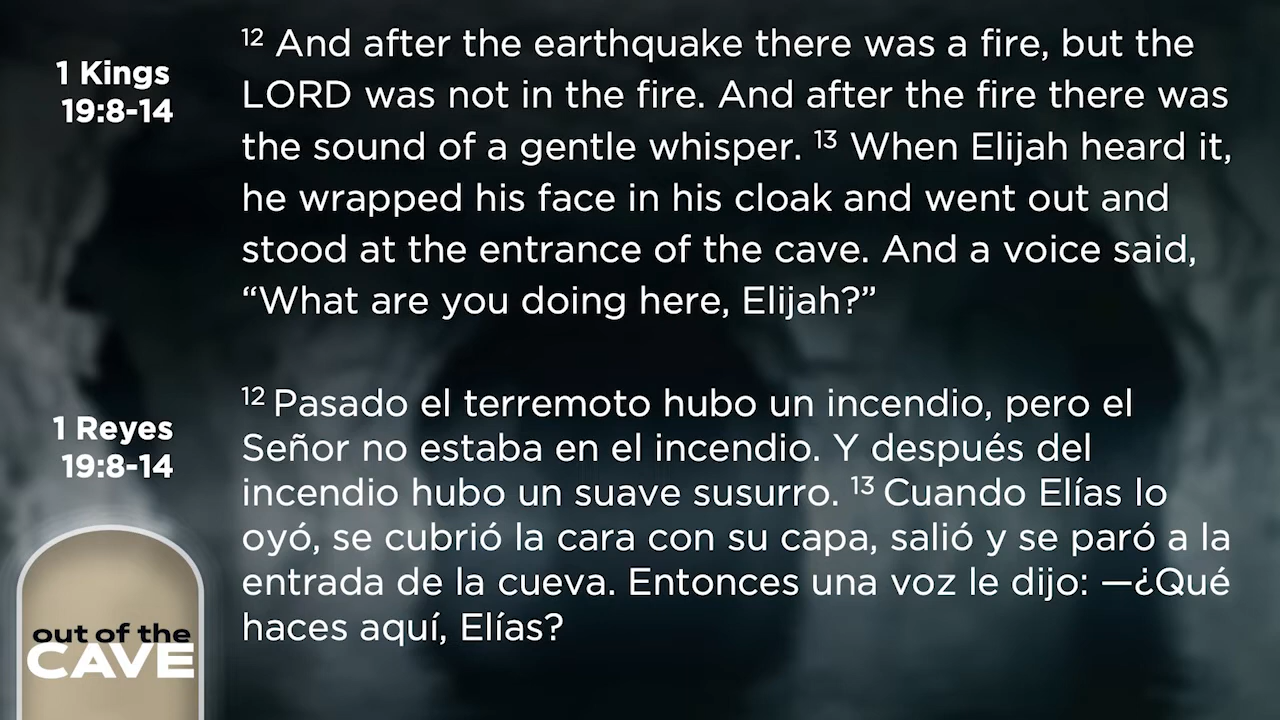 1 Kings
19:8-14
12 And after the earthquake there was a fire, but the
LORD was not in the fire. And after the fire there was
the sound of a gentle whisper. 13 When Elijah heard it,
he wrapped his face in his cloak and went out and
stood at the entrance of the cave. And a voice said,
“What are you doing here, Elijah?”
1 Reyes
19:8-14
12 Pasado el terremoto hubo un incendio, pero el
Señor no estaba en el incendio. Y después del
incendio hubo un suave susurro. 13 Cuando Elías lo
oyó, se cubrió la cara con su capa, salió y se paró a la
entrada de la cueva. Entonces una voz le dijo: —¿Qué
haces aquí, Elías?
out of the
CAVE